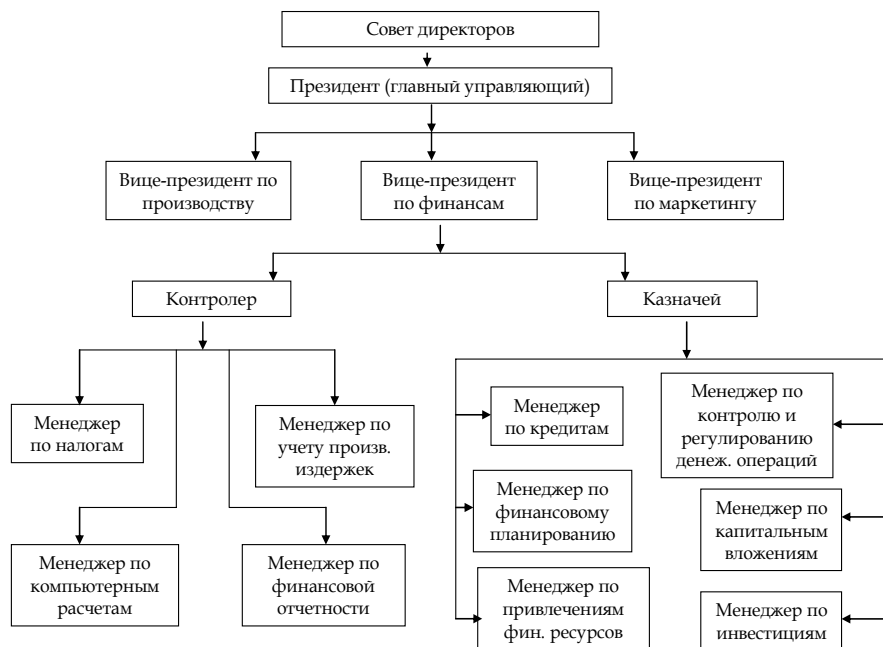 Совет директоров
Президент (главный управляющий)
Вице-президент по
производству
Вице-президент
по финансам
Вице-президент
по маркетингу
Контролер
Казначей
Менеджер
по налогам
Менеджер по
учету произв.
издержек
Менеджер по
компьютерным
расчетам
Менеджер по
финансовой
отчетности
Менеджер
по кредитам
Менеджер по
контролю и
регулированию
денеж. операций
Менеджер по
финансовому
планированию
Менеджер по
капитальным
вложениям
Менеджер по
привлечениям
фин. ресурсов
Менеджер по
инвестициям